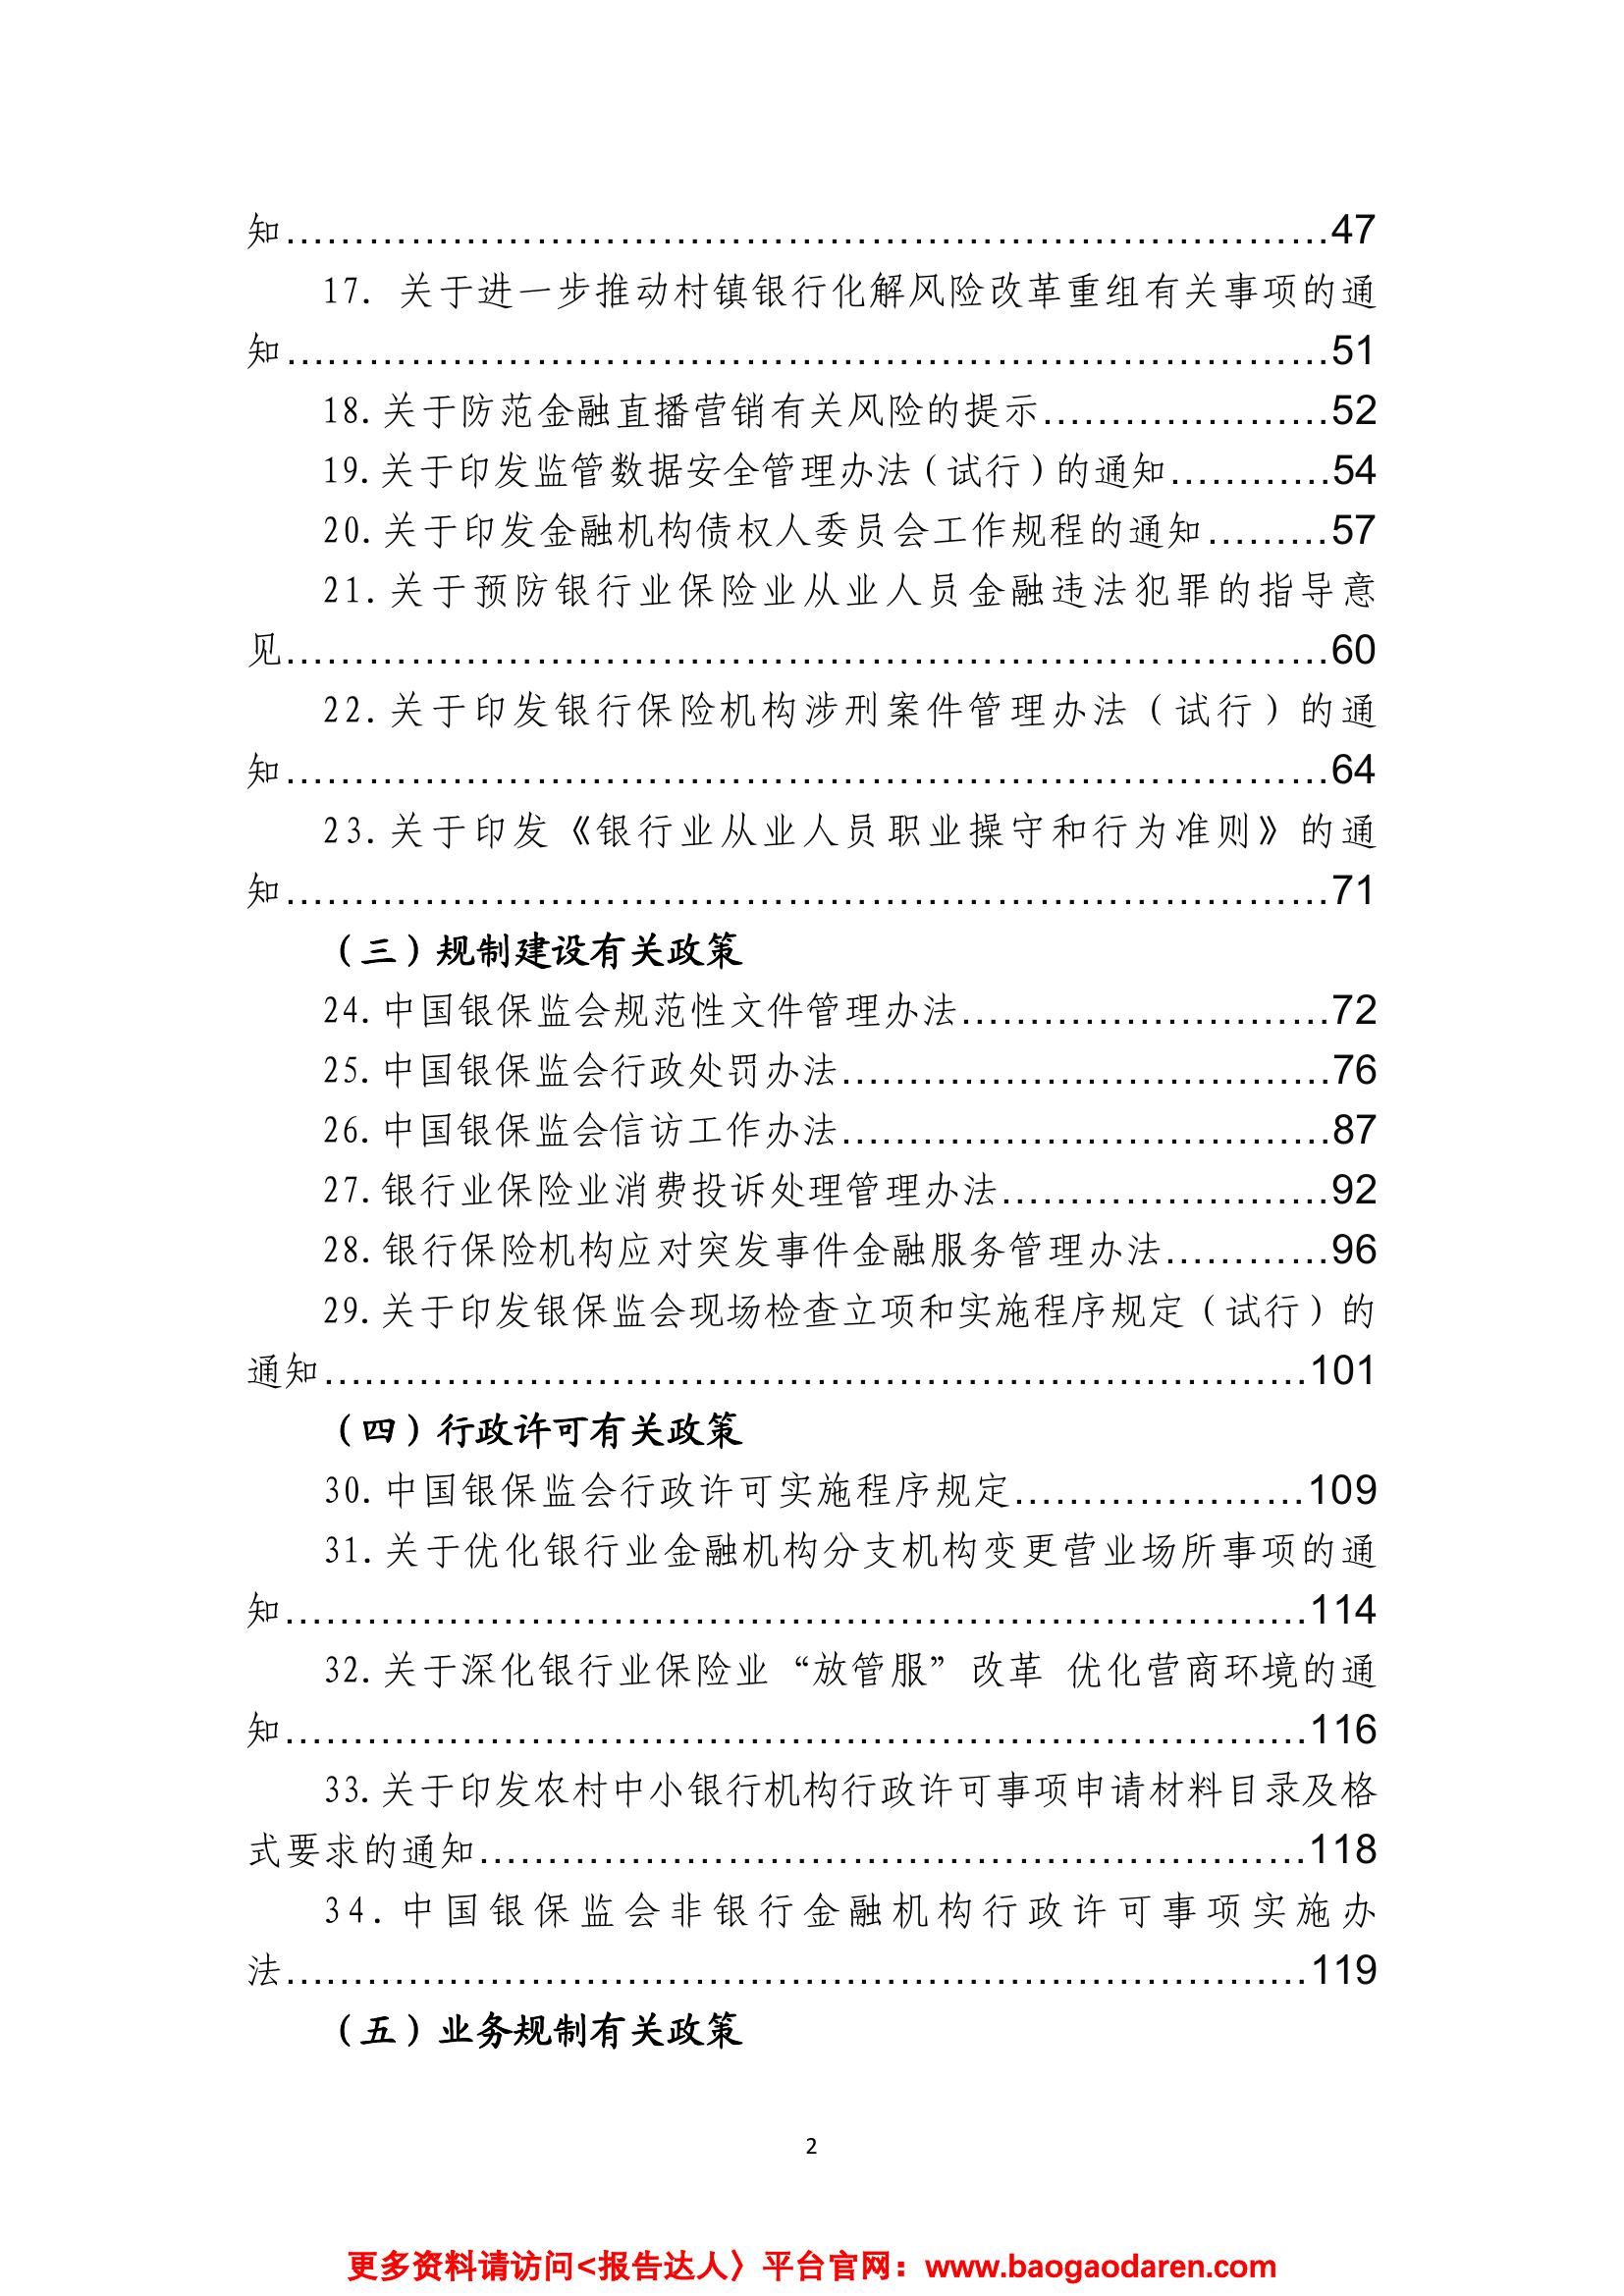 知..........................................................................47
17. 关于进一步推动村镇银行化解风险改革重组有关事项的通
知..........................................................................51
18.关于防范金融直播营销有关风险的提示.....................52
19.关于印发监管数据安全管理办法（试行）的通知............54
20.关于印发金融机构债权人委员会工作规程的通知.........57
21.关于预防银行业保险业从业人员金融违法犯罪的指导意
见..........................................................................60
22.关于印发银行保险机构涉刑案件管理办法（试行）的通
知..........................................................................64
23.关于印发《银行业从业人员职业操守和行为准则》的通
知..........................................................................71
（三）规制建设有关政策
24.中国银保监会规范性文件管理办法...........................72
25.中国银保监会行政处罚办法....................................76
26.中国银保监会信访工作办法....................................87
27.银行业保险业消费投诉处理管理办法........................92
28.银行保险机构应对突发事件金融服务管理办法............96
29.关于印发银保监会现场检查立项和实施程序规定（试行）的
通知......................................................................101
（四）行政许可有关政策
30.中国银保监会行政许可实施程序规定.....................109
31.关于优化银行业金融机构分支机构变更营业场所事项的通
知.........................................................................114
32.关于深化银行业保险业“放管服”改革 优化营商环境的通
知.........................................................................116
33.关于印发农村中小银行机构行政许可事项申请材料目录及格
式要求的通知...........................................................118
34.中国银保监会非银行金融机构行政许可事项实施办
法.........................................................................119
（五）业务规制有关政策
2
更多资料请访问<报告达人〉平台官网：www.baogaodaren.com